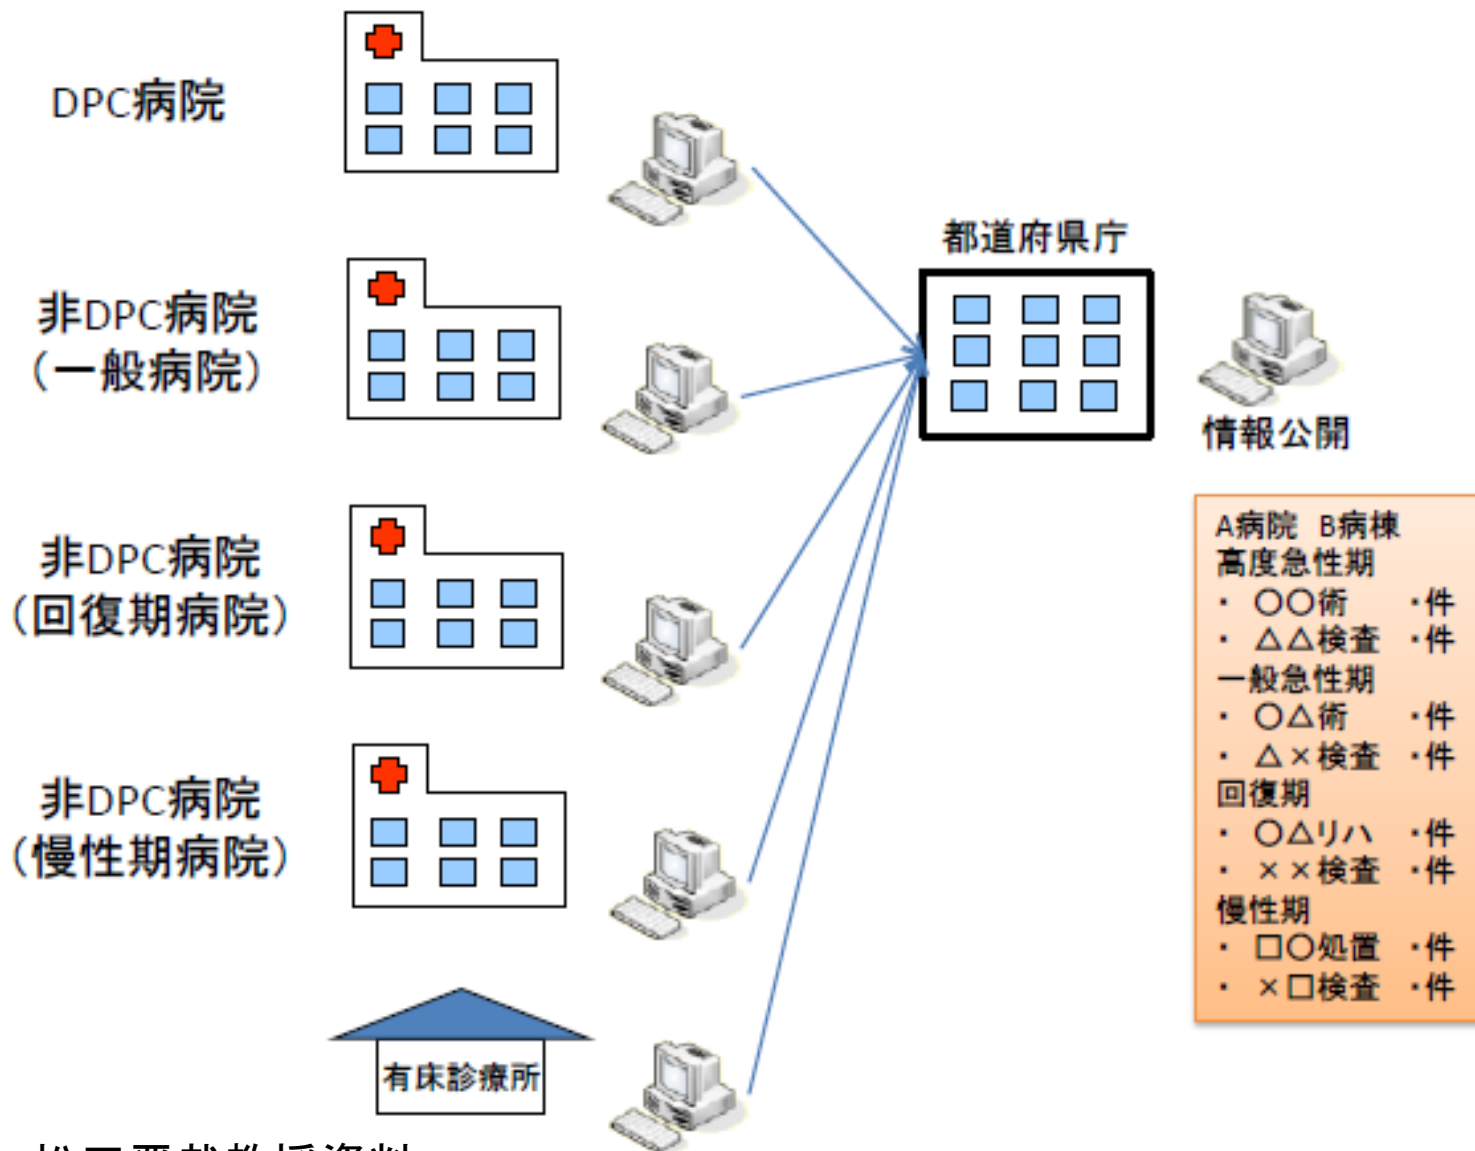 DPC病院
非DPC病院
（一般病院）
非DPC病院
（回復期病院）
非DPC病院
（慢性期病院）
有床診療所
都道府県庁
情報公開
A病院 B病棟
高度急性期
・ 〇〇術 ・件
・ △△検査 ・件
一般急性期
・ 〇△術 ・件
・ △×検査 ・件
回復期
・ 〇△リハ ・件
・ ××検査 ・件
慢性期
・ □〇処置 ・件
・ ×□検査 ・件